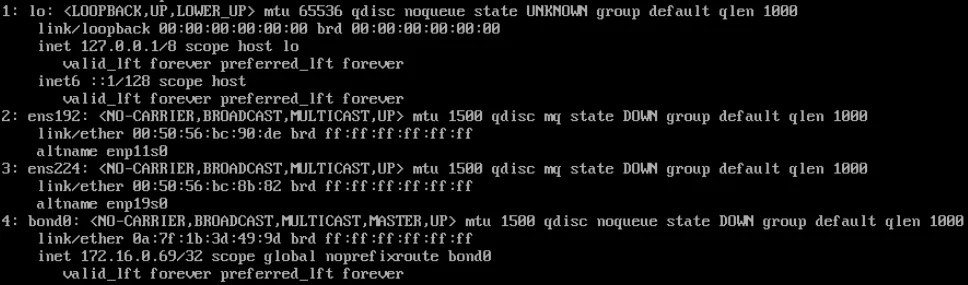 1: lo: <LOOPBACK,UP,LOWER_UP> mtu 65536 qdisc noqueue state UNKNOWN group default qlen 1000
link/loopback 00:00:00:00:00:00 brd 00:00:00:00:00:00
inet 127.0.0.1/8 scope host lo
valid_lft forever preferred_lft forever
inet6 ::1/128 scope host
valid_lft forever preferred_lft forever
2: ens192: <NO-CARRIER,BROADCAST,MULTICAST,UP> mtu 1500 qdisc mq state DOWN group default qlen 1000
link/ether 00:50:56:bc:90:de brd ff:ff:ff:ff:ff:ff
altname enp11s0
3: ens224: <NO-CARRIER,BROADCAST,MULTICAST,UP> mtu 1500 qdisc mq state DOWN group default qlen 1000
link/ether 00:50:56:bc:8b:82 brd ff:ff:ff:ff:ff:ff
altname enp19s0
4: bond0: <NO-CARRIER,BROADCAST,MULTICAST,MASTER,UP> mtu 1500 qdisc noqueue state DOWN group default qlen 1000
link/ether 0a:7f:1b:3d:49:9d brd ff:ff:ff:ff:ff:ff
inet 172.16.0.69/32 scope global noprefixroute bond0
valid_lft forever preferred_lft forever